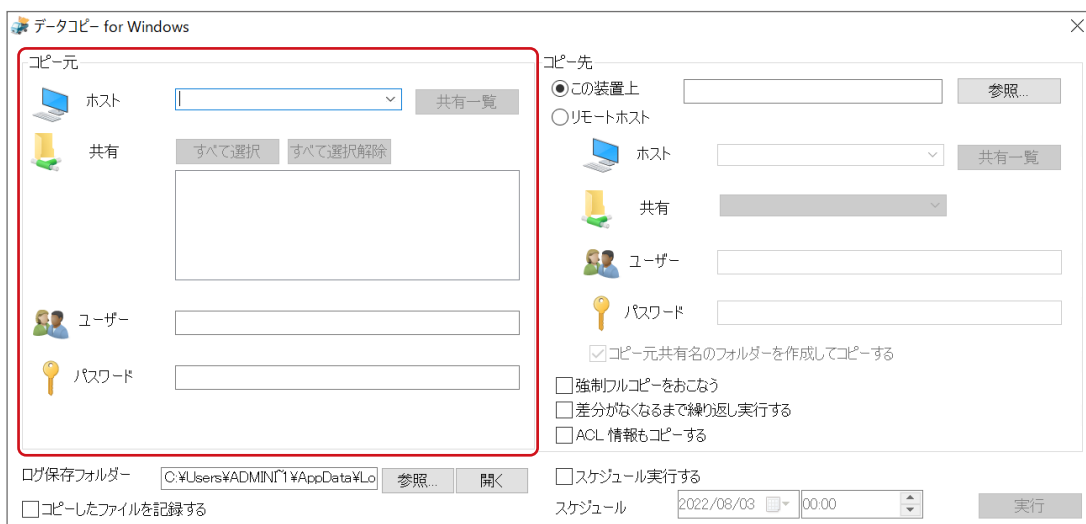 データコピー for Windows
コピー元
ホスト
共有一覧
共有
すべて選択 すべて選択解除
ユーザー
パスワード
コピー先
この装置上 参照...
リモートホスト
ホスト
共有一覧
共有
ユーザー
パスワード
コピー元共有名のフォルダーを作成してコピーする
強制フルコピーをおこなう
差分がなくなるまで繰り返し実行する
ACL 情報もコピーする
ログ保存フォルダー C:¥Users¥ADMINI~1¥AppData¥Lo 参照... 開く
コピーしたファイルを記録する
スケジュール実行する
スケジュール 2022/08/03 00:00 実行